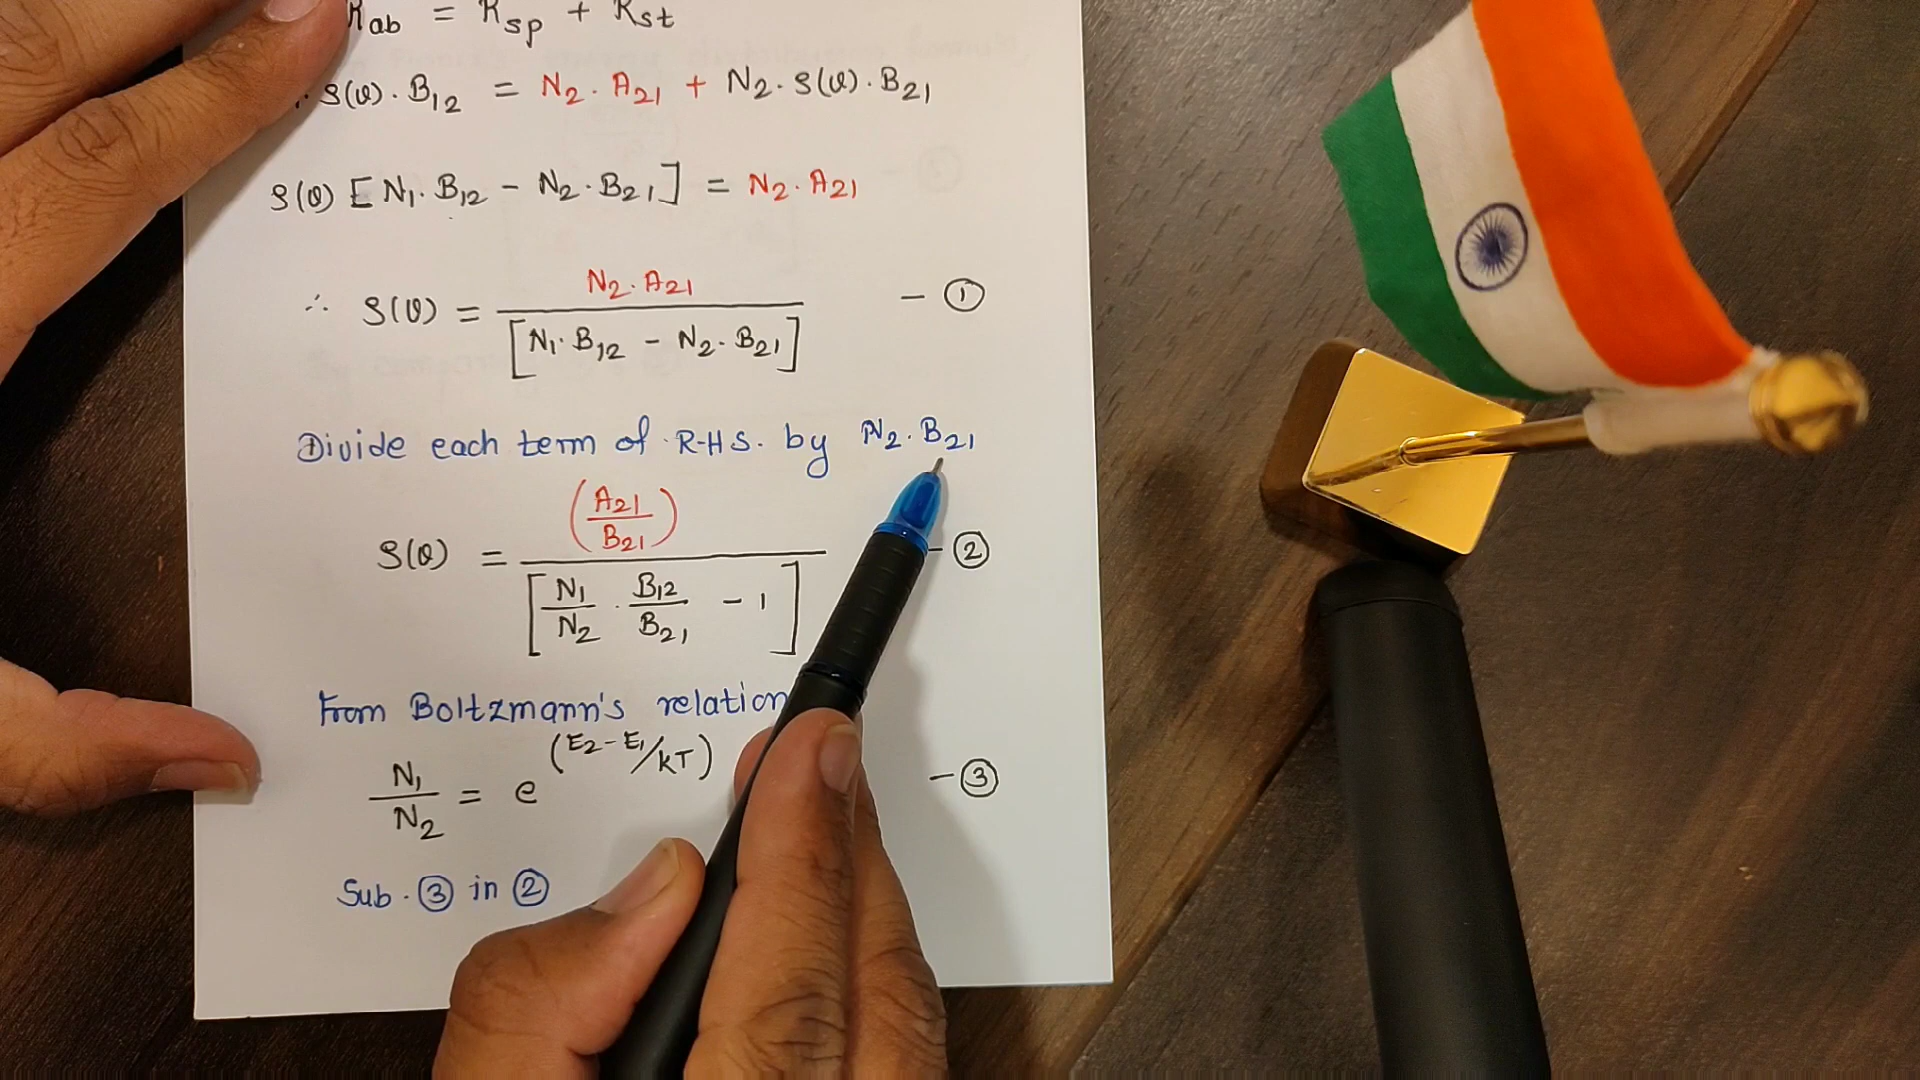 Rab = Rsp + Rst
∴ ρ(υ) · B12 = N2 · A21 + N2 · ρ(υ) · B21
ρ(υ) [N1 · B12 − N2 · B21] = N2 · A21
∴ ρ(υ) = N2 · A21 / [N1 · B12 − N2 · B21] — ①
Divide each term of R.H.S. by N2 · B21
ρ(υ) = (A21 / B21) / [N1/N2 · B12/B21 − 1] — ②
From Boltzmann's relation
N1/N2 = e^(E2−E1/kT) — ③
Sub. ③ in ②